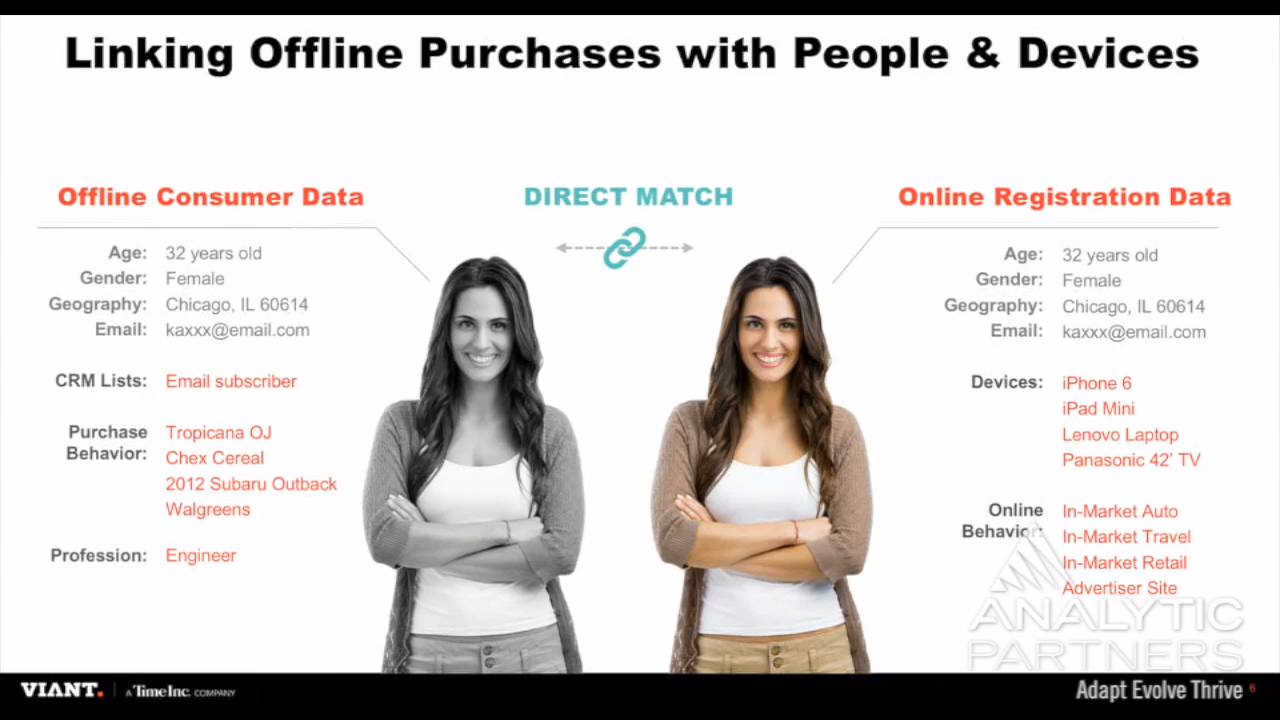 Linking Offline Purchases with People & Devices
Offline Consumer Data
Age: 32 years old
Gender: Female
Geography: Chicago, IL 60614
Email: kaxxx@email.com
CRM Lists: Email subscriber
Purchase Behavior: Tropicana OJ
Chex Cereal
2012 Subaru Outback
Walgreens
Profession: Engineer
DIRECT MATCH
Online Registration Data
Age: 32 years old
Gender: Female
Geography: Chicago, IL 60614
Email: kaxxx@email.com
Devices: iPhone 6
iPad Mini
Lenovo Laptop
Panasonic 42’ TV
Online Behavior: In-Market Auto
In-Market Travel
In-Market Retail
Advertiser Site
ANALYTIC
PARTNERS
VIANT. | A Time Inc. COMPANY
Adapt Evolve Thrive 6